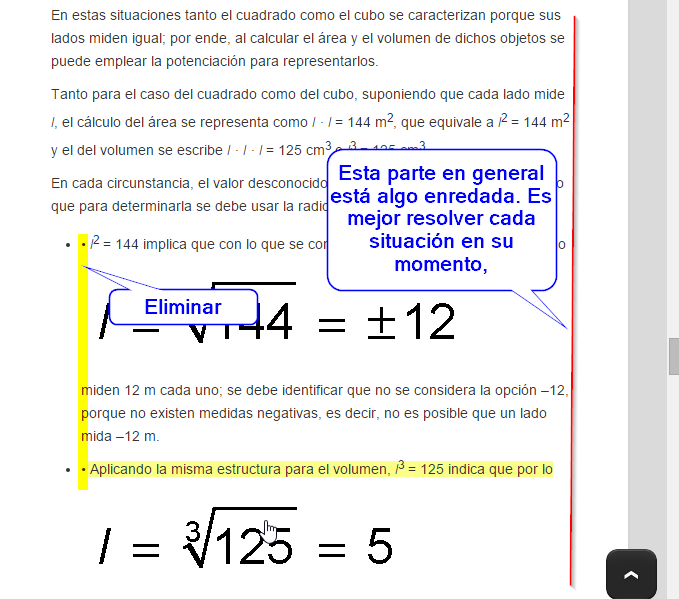 En estas situaciones tanto el cuadrado como el cubo se caracterizan porque sus
lados miden igual; por ende, al calcular el área y el volumen de dichos objetos se
puede emplear la potenciación para representarlos.
Tanto para el caso del cuadrado como del cubo, suponiendo que cada lado mide
l, el cálculo del área se representa como l · l = 144 m², que equivale a l² = 144 m²
y el del volumen se escribe l · l · l = 125 cm³
En cada circunstancia, el valor desconocido
que para determinarla se debe usar la
Esta parte en general
está algo enredada. Es
mejor resolver cada
situación en su
momento,
• • l² = 144 implica que con lo que se
Eliminar
l = √144 = ±12
miden 12 m cada uno; se debe identificar que no se considera la opción –12,
porque no existen medidas negativas, es decir, no es posible que un lado
mida –12 m.
• • Aplicando la misma estructura para el volumen, l³ = 125 indica que por lo
l = ∛125 = 5